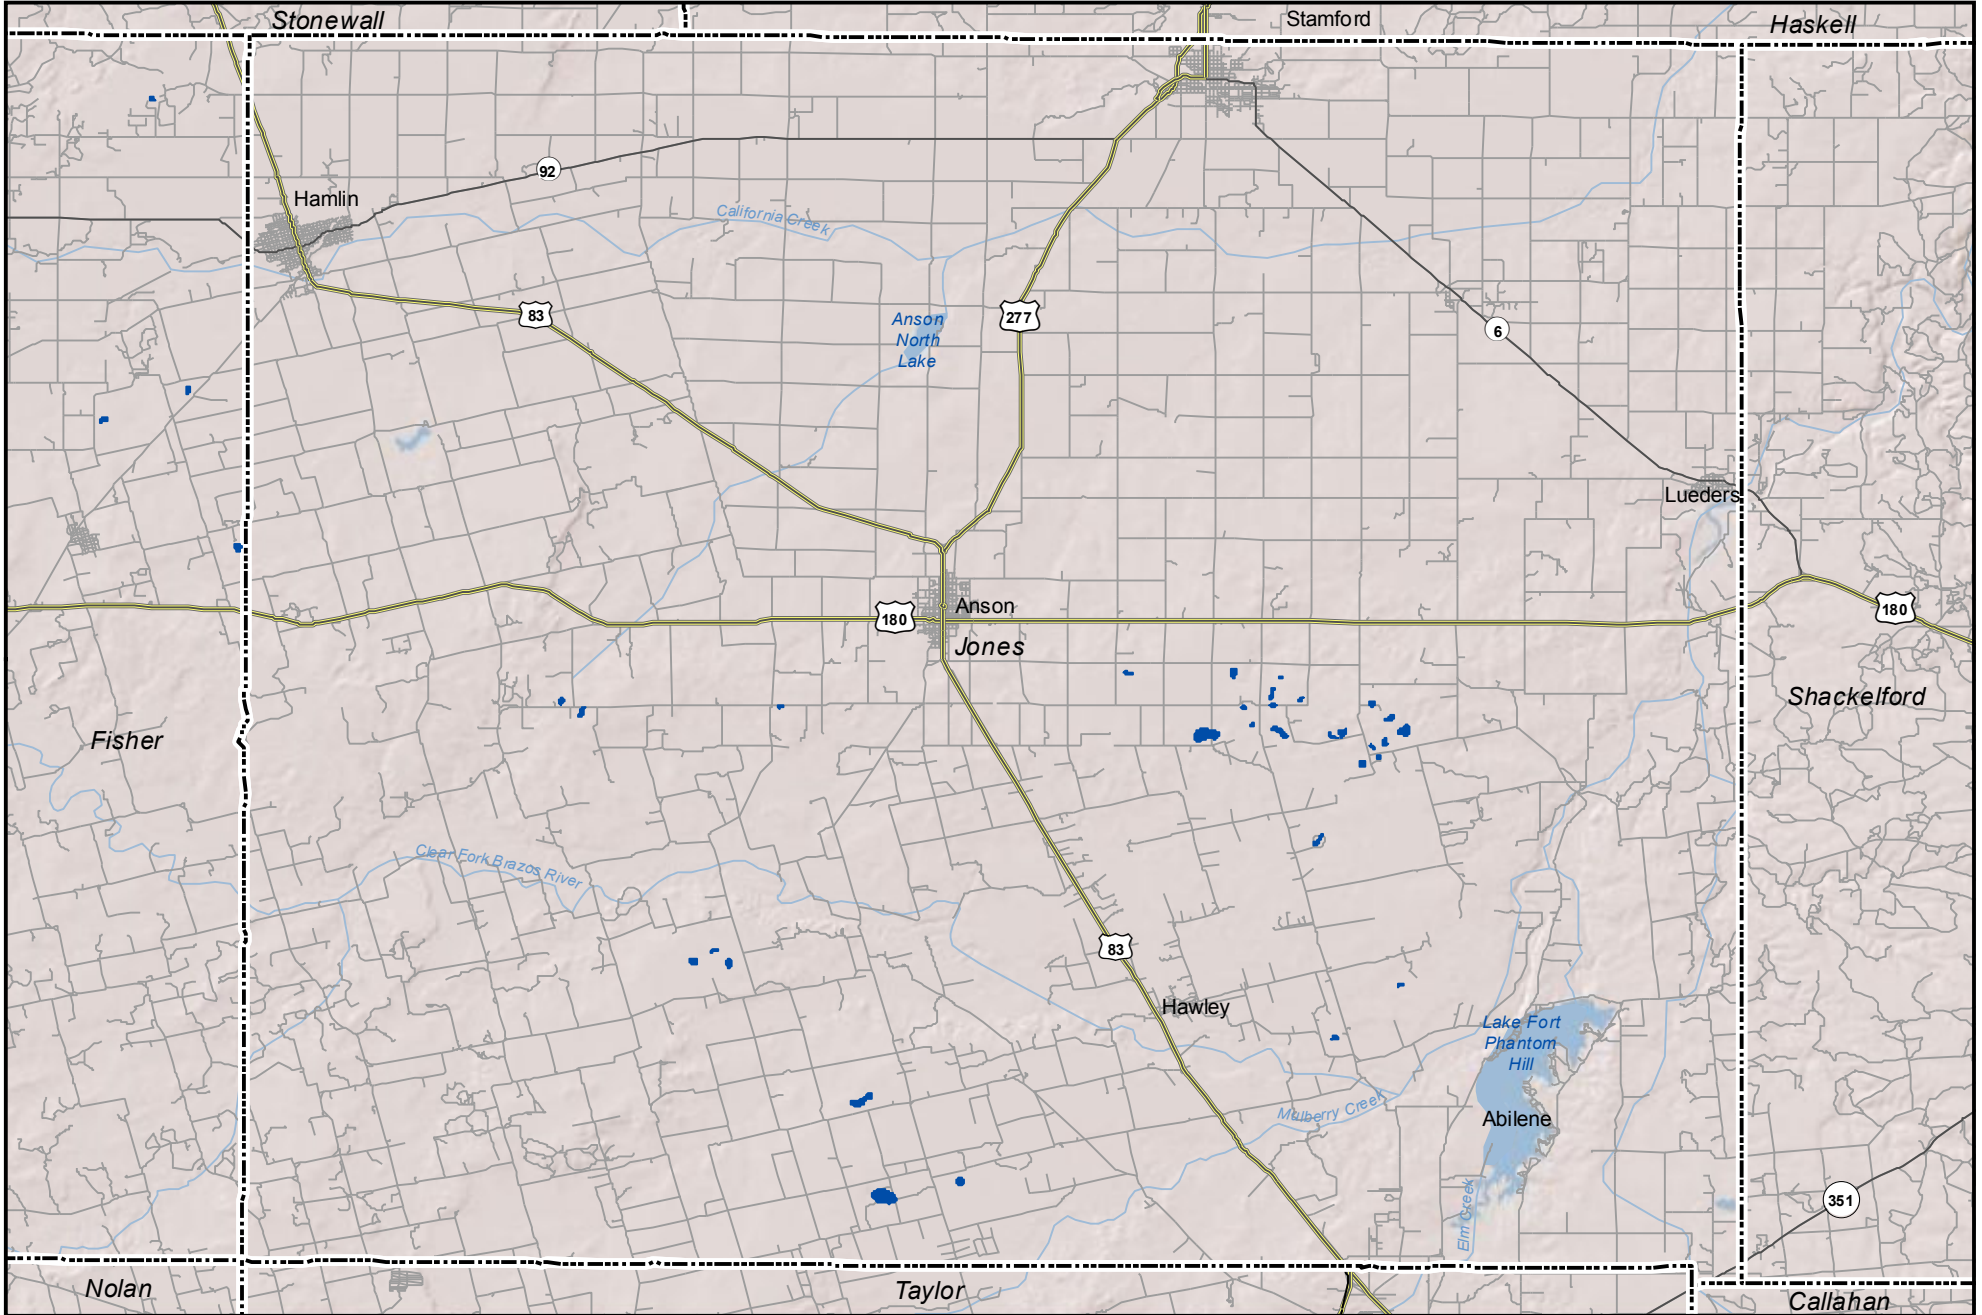 Stonewall
Stamford
Haskell
92
Hamlin
California Creek
83
277
Anson
North
Lake
6
Lueders
180
Anson
180
Jones
Shackelford
Fisher
Clear Fork Brazos River
83
Hawley
Lake Fort
Phantom
Hill
Mulberry Creek
Abilene
Elm Creek
351
Nolan
Taylor
Callahan